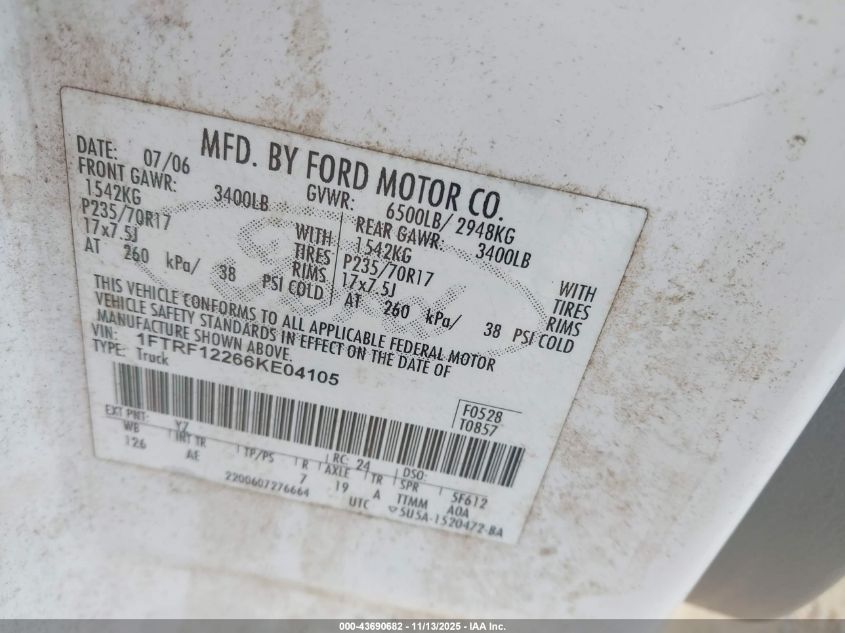 MFD. BY FORD MOTOR CO.
DATE: 07/06 GVWR: 6500LB/ 2948KG
FRONT GAWR: 3400LB REAR GAWR: 3400LB
1542KG WITH 1542KG WITH
P235/70R17 TIRES P235/70R17 TIRES
17x7.5J RIMS 17x7.5J RIMS
AT 260 kPa/ 38 PSI COLD AT 260 kPa/ 38 PSI COLD
THIS VEHICLE CONFORMS TO ALL APPLICABLE FEDERAL MOTOR
VEHICLE SAFETY STANDARDS IN EFFECT ON THE DATE OF
MANUFACTURE SHOWN ABOVE.
VIN: 1FTRF12266KE04105
TYPE: Truck
F0528
T0857
EXT PNT: YZ RC: 24 DSO:
WB INT TR TP/PS R AXLE TR SPR 5F612
126 AE 7 19 A TTMM A0A
2200607276664 UTC 5U5A-1520472-BA
Ford
000-43690682 - 11/13/2025 - IAA Inc.